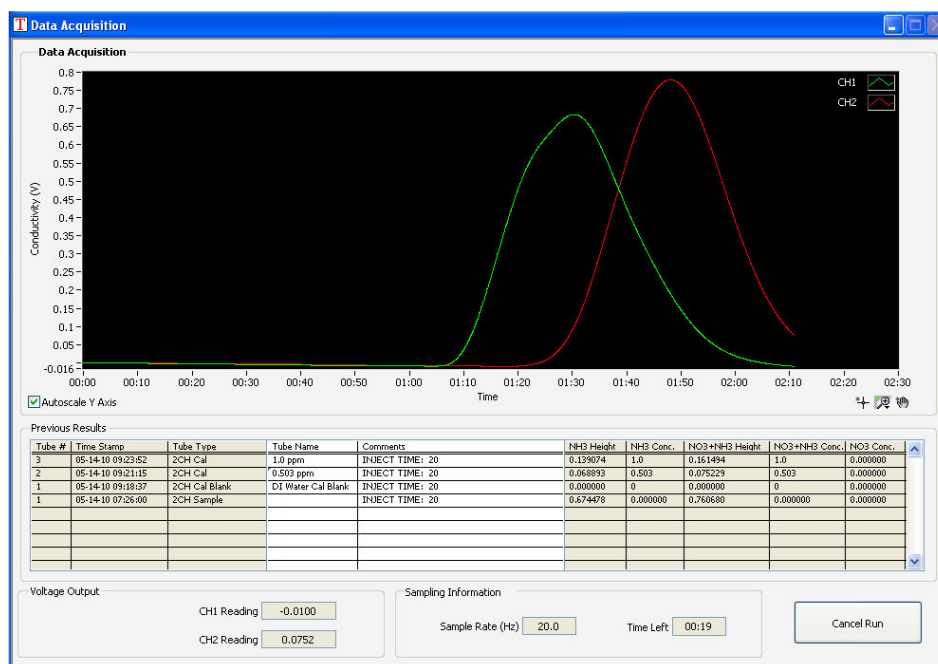 Data Acquisition
Data Acquisition
CH1
CH2
Conductivity (V)
0.8
0.75
0.7
0.65
0.6
0.55
0.5
0.45
0.4
0.35
0.3
0.25
0.2
0.15
0.1
0.05
-0.016
00:00 00:10 00:20 00:30 00:40 00:50 01:00 01:10 01:20 01:30 01:40 01:50 02:00 02:10 02:20 02:30
Time
Autoscale Y Axis
Previous Results
Tube # Time Stamp Tube Type Tube Name Comments NH3 Height NH3 Conc. NO3+NH3 Height NO3+NH3 Conc. NO3 Conc.
3 05-14-10 09:23:52 2CH Cal 1.0 ppm INJECT TIME: 20 0.139074 1.0 0.161494 1.0 0.000000
2 05-14-10 09:21:15 2CH Cal 0.503 ppm INJECT TIME: 20 0.068893 0.503 0.075229 0.503 0.000000
1 05-14-10 09:18:37 2CH Cal Blank DI Water Cal Blank INJECT TIME: 20 0.000000 0 0.000000 0 0.000000
1 05-14-10 07:26:00 2CH Sample INJECT TIME: 20 0.674478 0.000000 0.760680 0.000000 0.000000
Voltage Output
CH1 Reading -0.0100
CH2 Reading 0.0752
Sampling Information
Sample Rate (Hz) 20.0 Time Left 00:19
Cancel Run